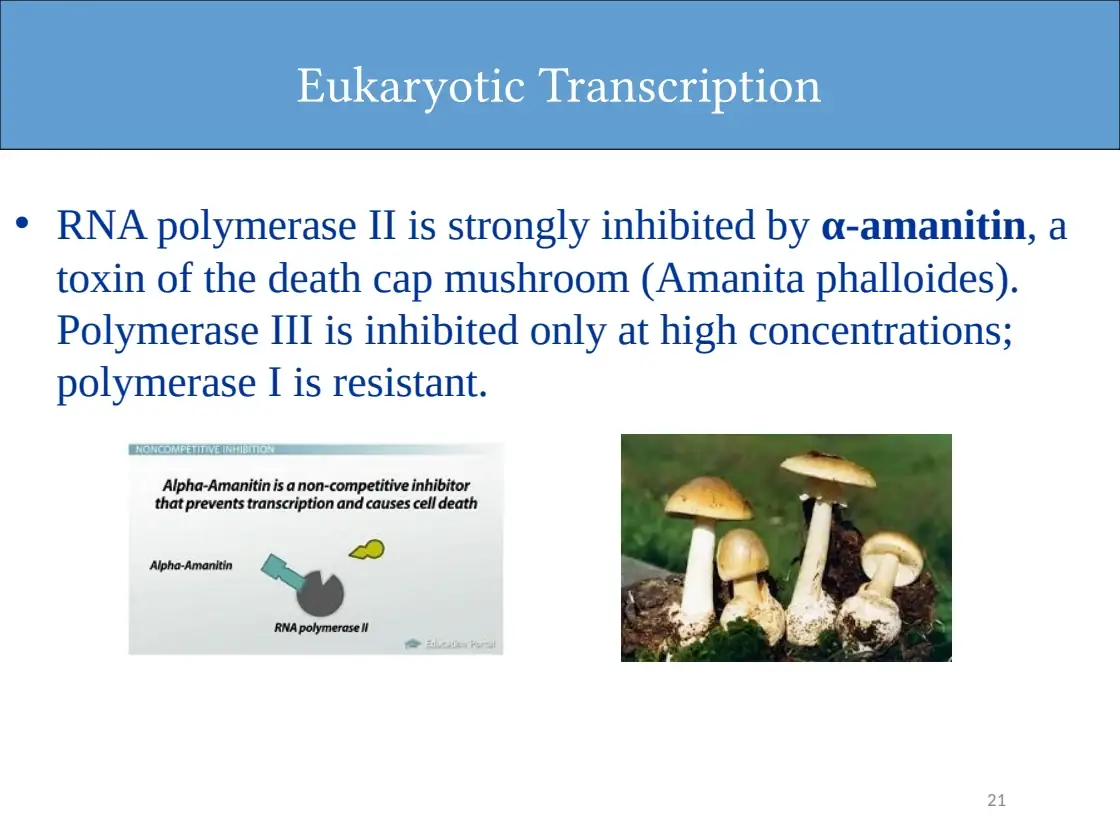 Eukaryotic Transcription
• RNA polymerase II is strongly inhibited by α-amanitin, a
toxin of the death cap mushroom (Amanita phalloides).
Polymerase III is inhibited only at high concentrations;
polymerase I is resistant.
NONCOMPETITIVE INHIBITION
Alpha-Amanitin is a non-competitive inhibitor
that prevents transcription and causes cell death
Alpha-Amanitin
RNA polymerase II
Education Portal
21